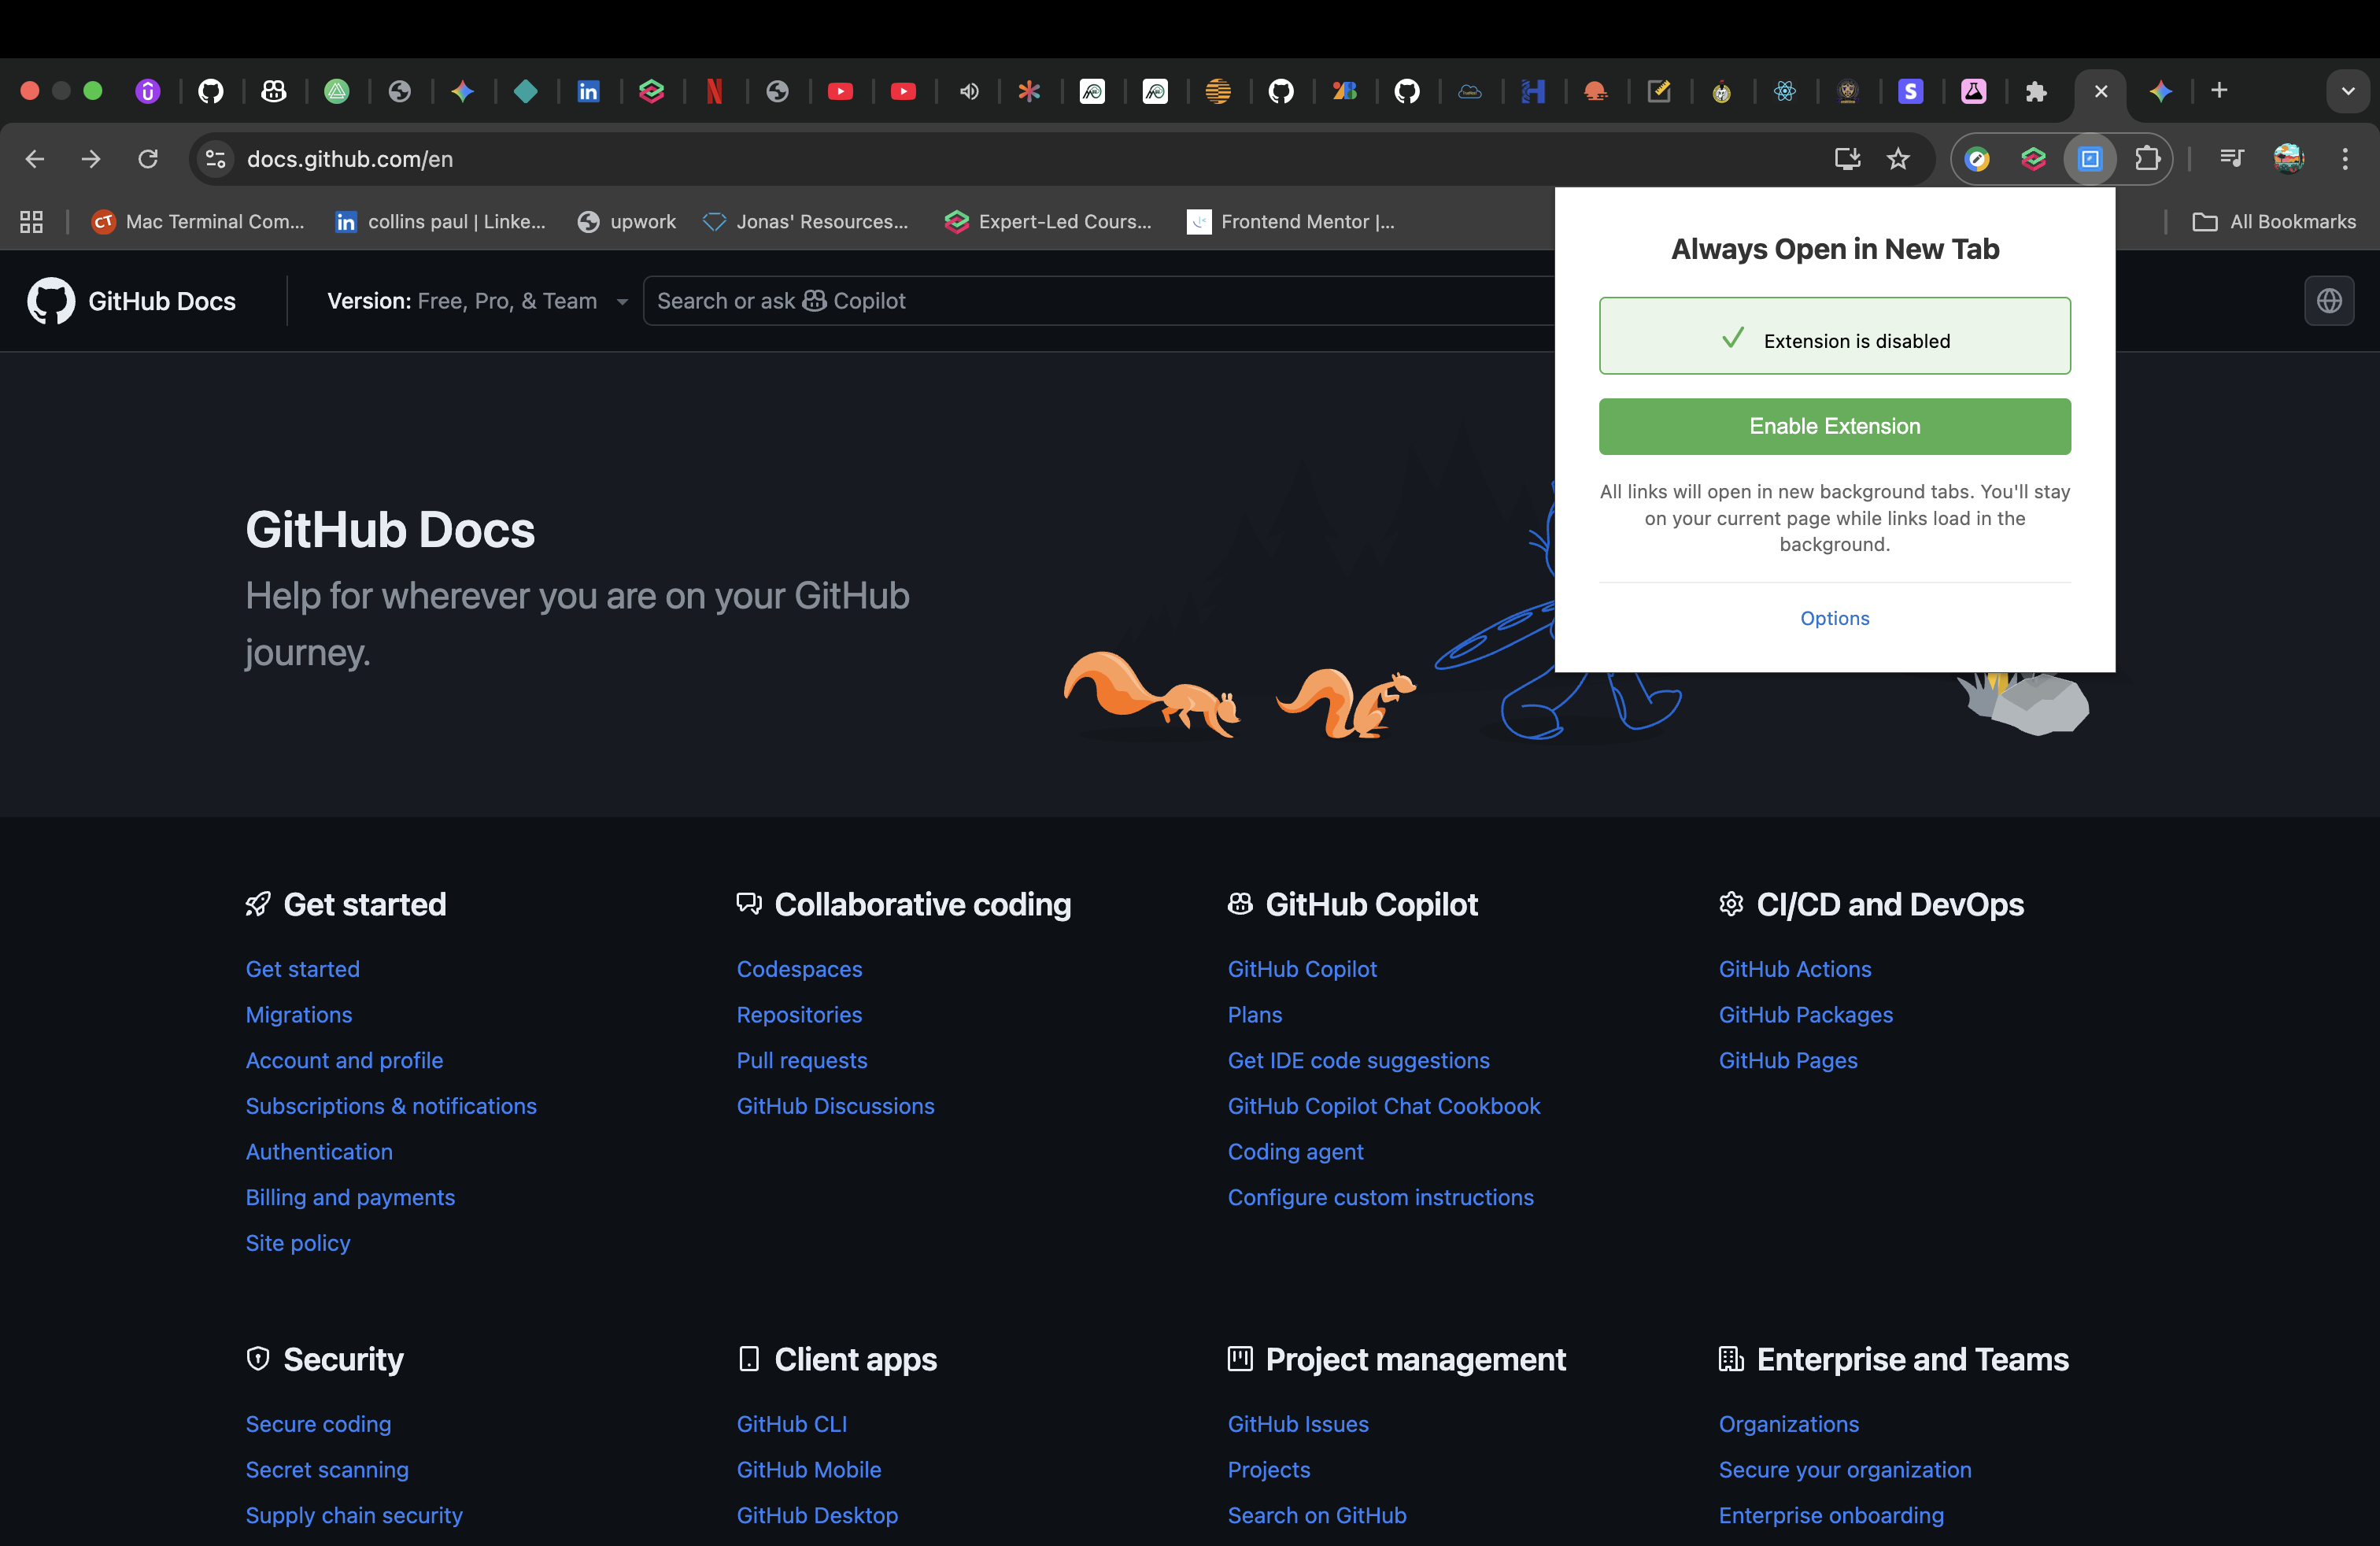 docs.github.com/en
Mac Terminal Com...
collins paul | Linke...
upwork
Jonas' Resources...
Expert-Led Cours...
Frontend Mentor |...
All Bookmarks
GitHub Docs
Version: Free, Pro, & Team
Search or ask Copilot
Always Open in New Tab
Extension is disabled
Enable Extension
All links will open in new background tabs. You'll stay
on your current page while links load in the
background.
Options
GitHub Docs
Help for wherever you are on your GitHub
journey.
Get started
Get started
Migrations
Account and profile
Subscriptions & notifications
Authentication
Billing and payments
Site policy
Collaborative coding
Codespaces
Repositories
Pull requests
GitHub Discussions
GitHub Copilot
GitHub Copilot
Plans
Get IDE code suggestions
GitHub Copilot Chat Cookbook
Coding agent
Configure custom instructions
CI/CD and DevOps
GitHub Actions
GitHub Packages
GitHub Pages
Security
Secure coding
Secret scanning
Supply chain security
Client apps
GitHub CLI
GitHub Mobile
GitHub Desktop
Project management
GitHub Issues
Projects
Search on GitHub
Enterprise and Teams
Organizations
Secure your organization
Enterprise onboarding